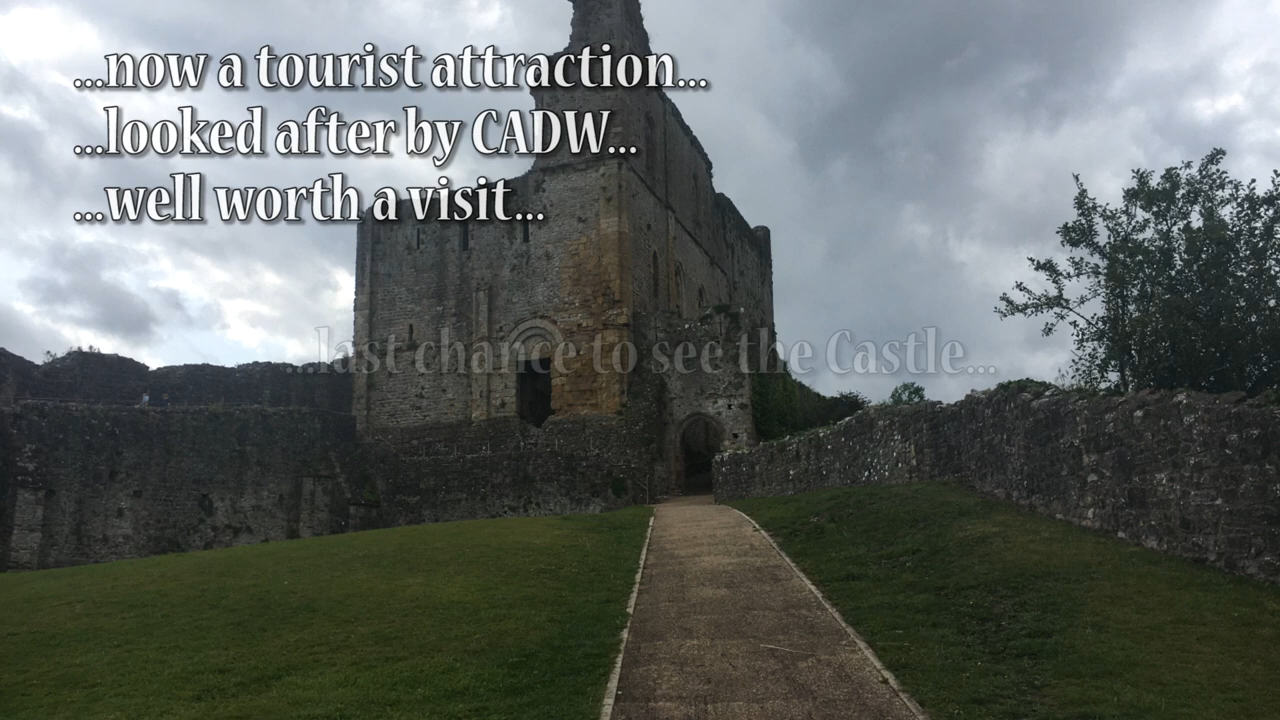 ...now a tourist attraction...
...looked after by CADW...
...well worth a visit...
...last chance to see the Castle...